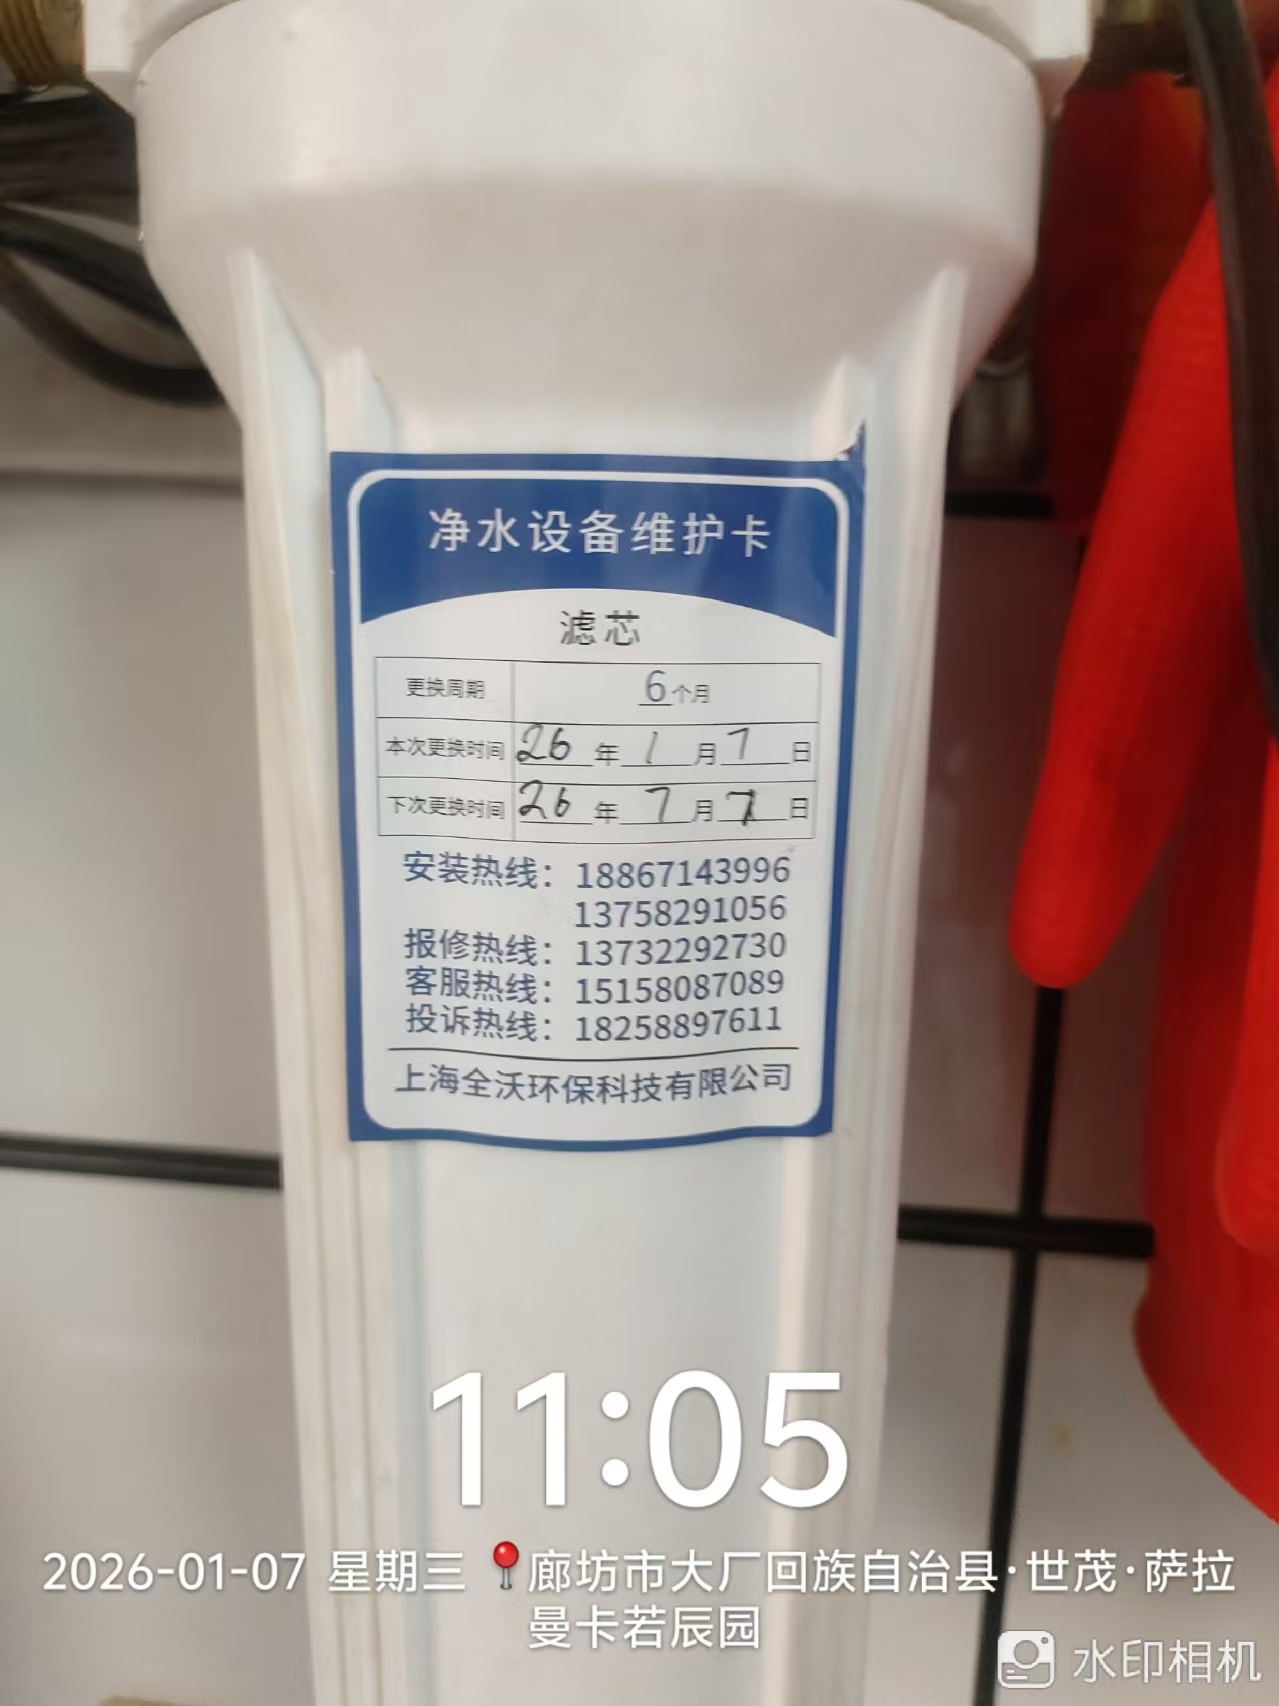 净水设备维护卡
滤芯
更换周期 6个月
本次更换时间 26年1月7日
下次更换时间 26年7月7日
安装热线：18867143996
13758291056
报修热线：13732292730
客服热线：15158087089
投诉热线：18258897611
上海全沃环保科技有限公司
11:05
2026-01-07 星期三 廊坊市大厂回族自治县·世茂·萨拉
曼卡若辰园
水印相机